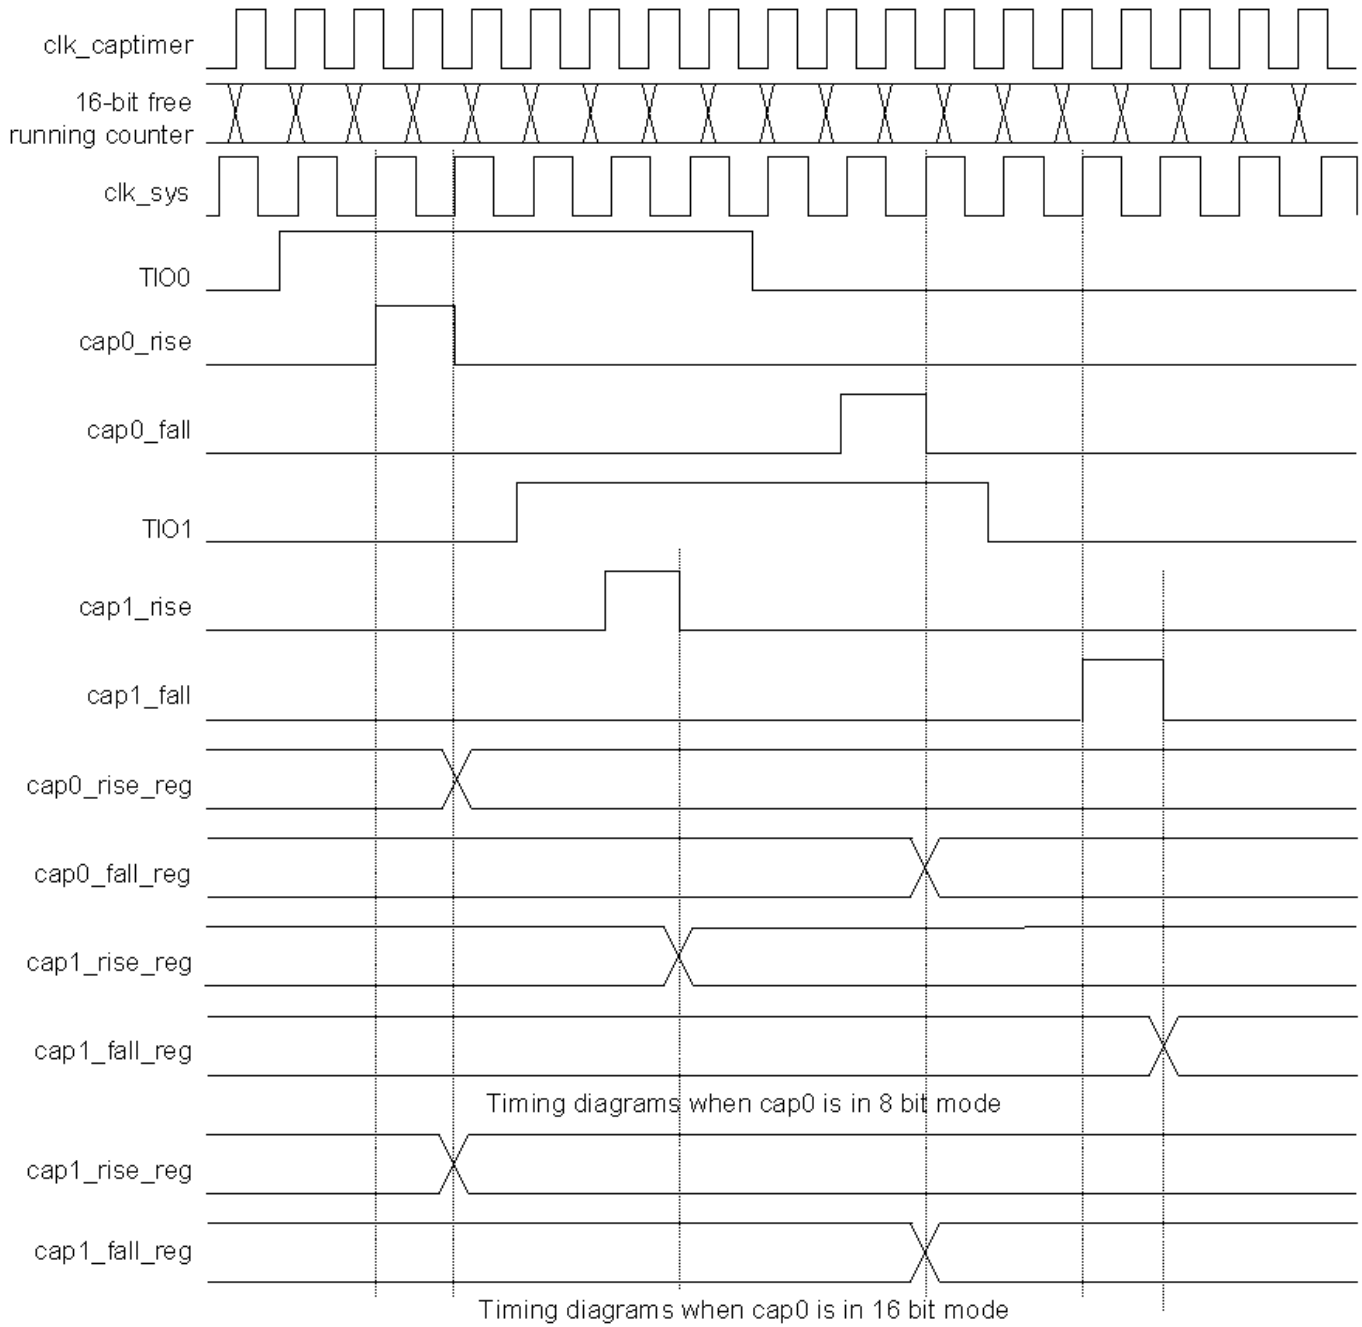 clk_captimer
16-bit free
running counter
clk_sys
TIO0
cap0_rise
cap0_fall
TIO1
cap1_rise
cap1_fall
cap0_rise_reg
cap0_fall_reg
cap1_rise_reg
cap1_fall_reg
Timing diagrams when cap0 is in 8 bit mode
cap1_rise_reg
cap1_fall_reg
Timing diagrams when cap0 is in 16 bit mode